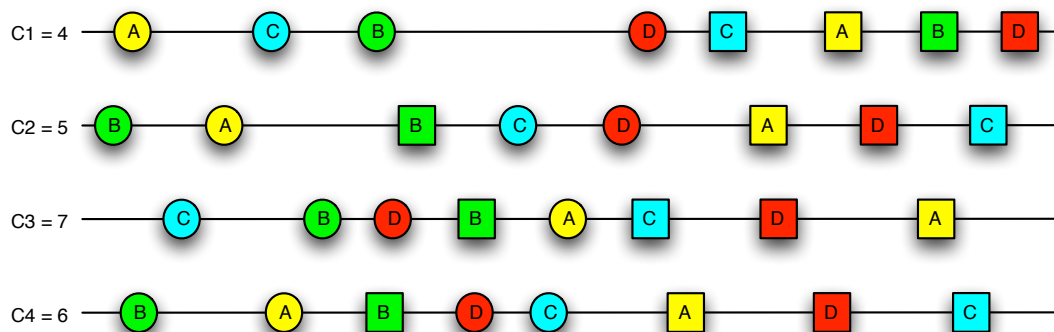 C1 = 4 A C B D C A B D
C2 = 5 B A B C D A D C
C3 = 7 C B D B A C D A
C4 = 6 B A B D C A D C